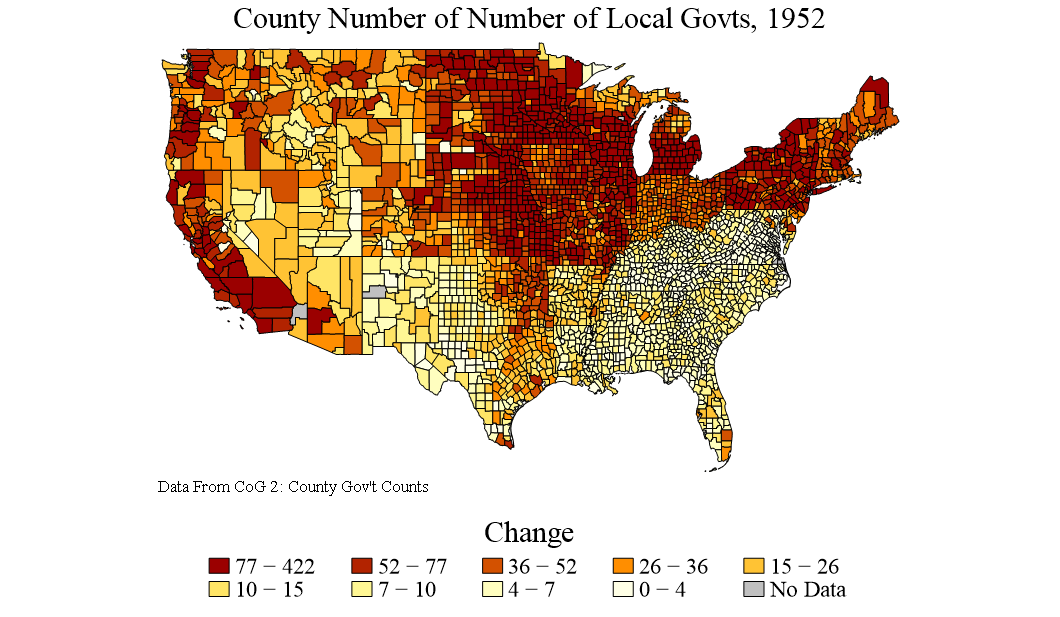 County Number of Number of Local Govts, 1952
Data From CoG 2: County Gov't Counts
Change
77 − 422 52 − 77 36 − 52 26 − 36 15 − 26
10 − 15 7 − 10 4 − 7 0 − 4 No Data